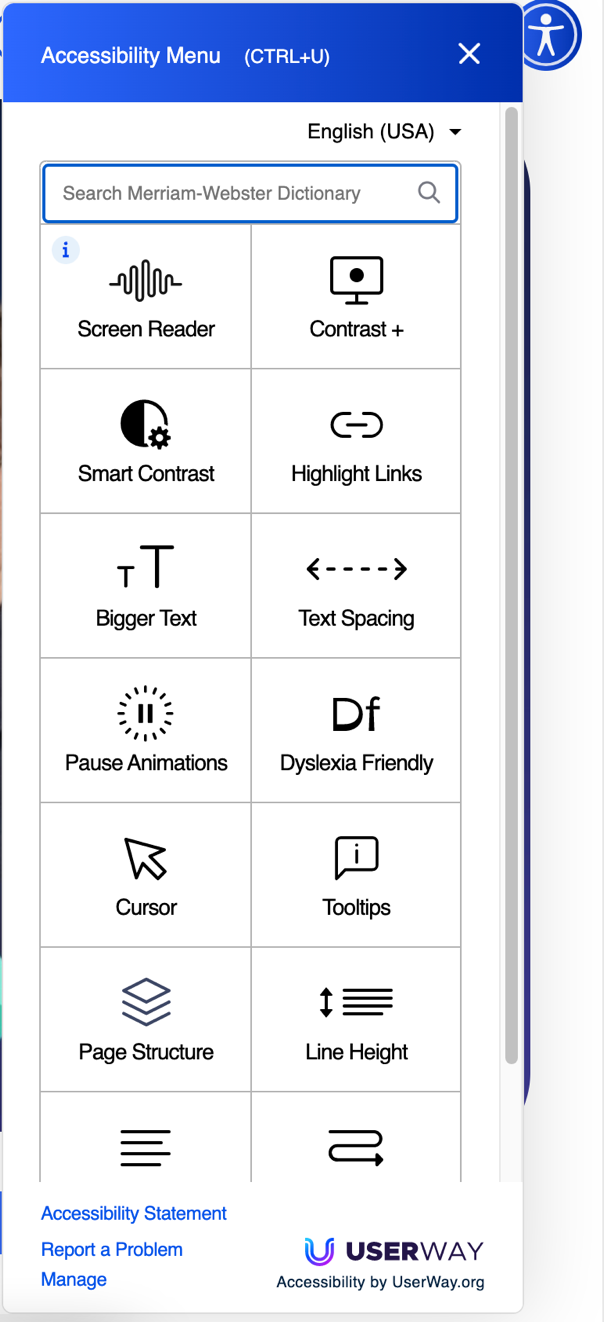 Accessibility Menu (CTRL+U)
English (USA)
Search Merriam-Webster Dictionary
i
Screen Reader
Contrast +
Smart Contrast
Highlight Links
TT
Bigger Text
Text Spacing
Pause Animations
Df
Dyslexia Friendly
Cursor
i
Tooltips
Page Structure
Line Height
Accessibility Statement
Report a Problem
Manage
USERWAY
Accessibility by UserWay.org